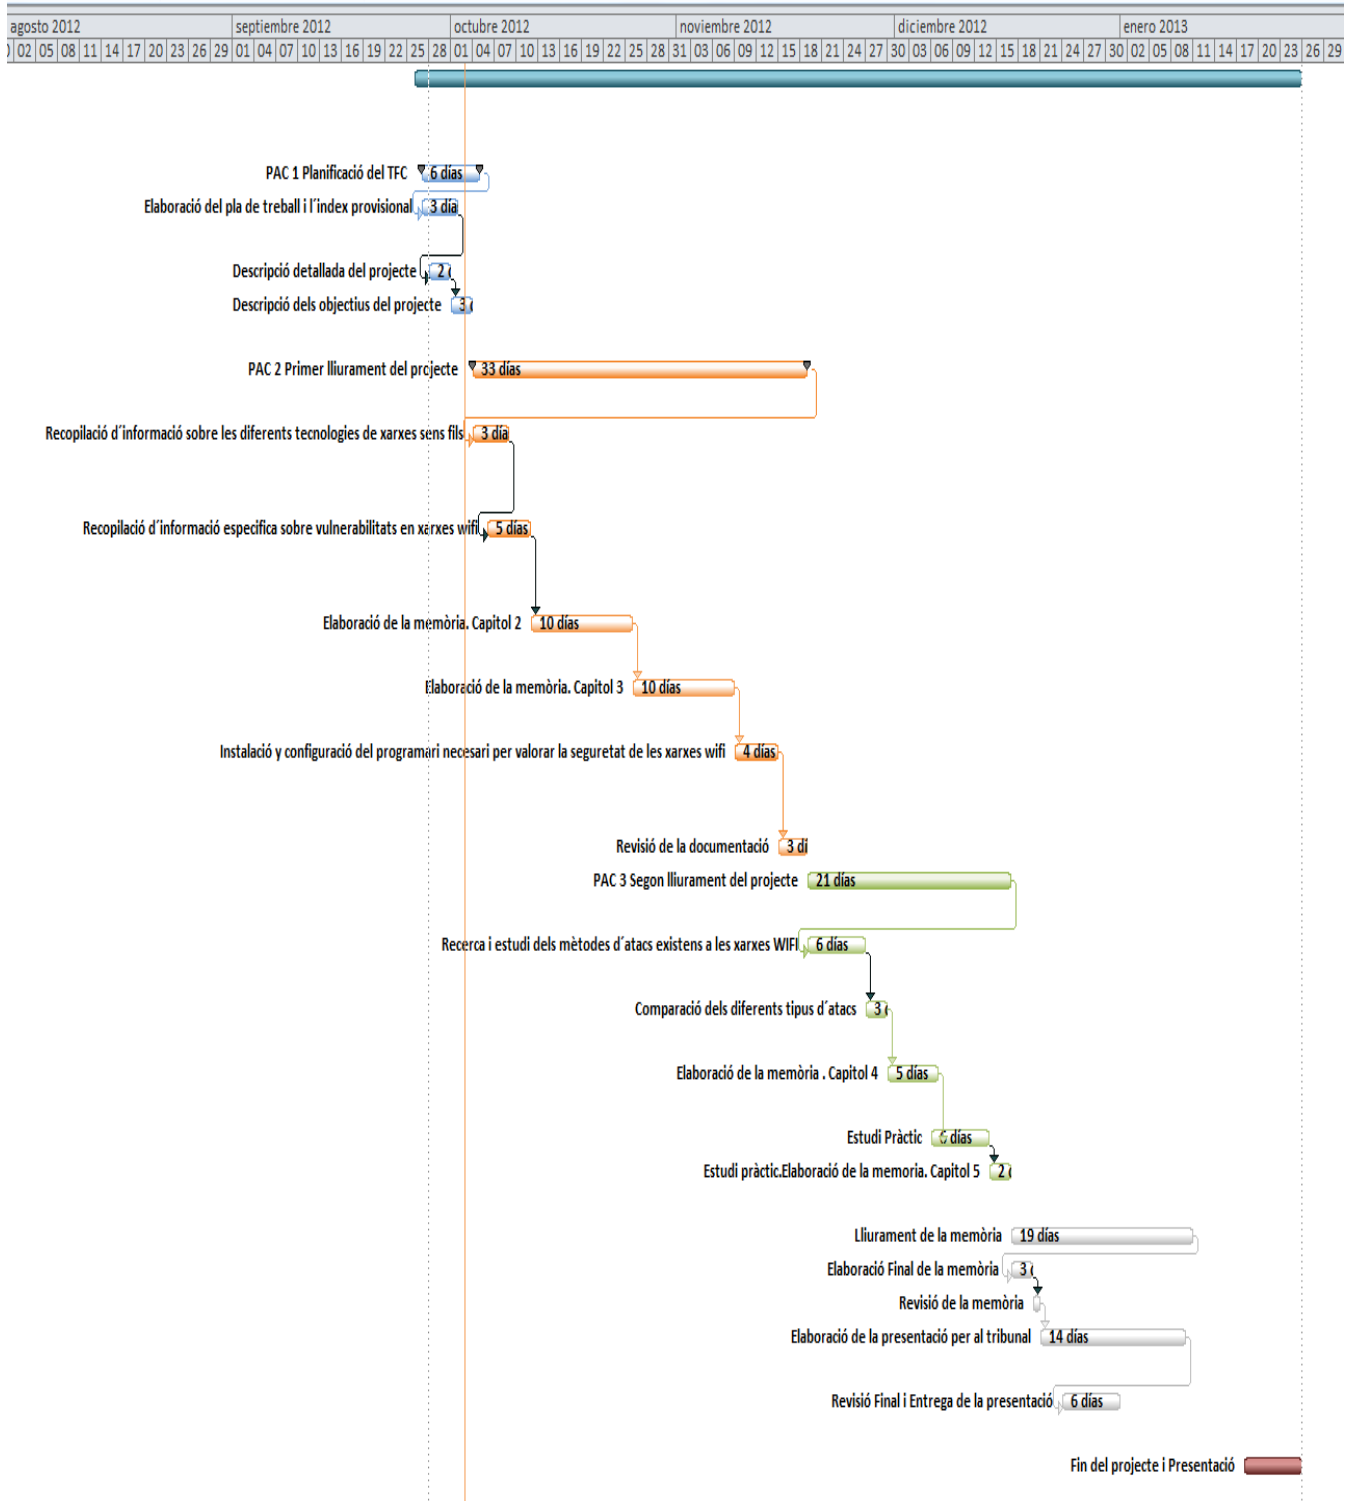 agosto 2012 septiembre 2012 octubre 2012 noviembre 2012 diciembre 2012 enero 2013
02 05 08 11 14 17 20 23 26 29 01 04 07 10 13 16 19 22 25 28 01 04 07 10 13 16 19 22 25 28 31 03 06 09 12 15 18 21 24 27 30 03 06 09 12 15 18 21 24 27 30 02 05 08 11 14 17 20 23 26 29
PAC 1 Planificació del TFC 6 días
Elaboració del pla de treball i l´index provisional 3 día
Descripció detallada del projecte 2
Descripció dels objectius del projecte 3
PAC 2 Primer lliurament del projecte 33 días
Recopilació d´informació sobre les diferents tecnologies de xarxes sens fils 3 día
Recopilació d´informació especifica sobre vulnerabilitats en xarxes wifi 5 días
Elaboració de la memòria. Capitol 2 10 días
Elaboració de la memòria. Capitol 3 10 días
Instalació y configuració del programari necesari per valorar la seguretat de les xarxes wifi 4 días
Revisió de la documentació 3 dí
PAC 3 Segon lliurament del projecte 21 días
Recerca i estudi dels mètodes d´atacs existens a les xarxes WIFI 6 días
Comparació dels diferents tipus d´atacs 3
Elaboració de la memòria . Capitol 4 5 días
Estudi Pràctic 6 días
Estudi pràctic.Elaboració de la memoria. Capitol 5 2
Lliurament de la memòria 19 días
Elaboració Final de la memòria 3
Revisió de la memòria
Elaboració de la presentació per al tribunal 14 días
Revisió Final i Entrega de la presentació 6 días
Fin del projecte i Presentació